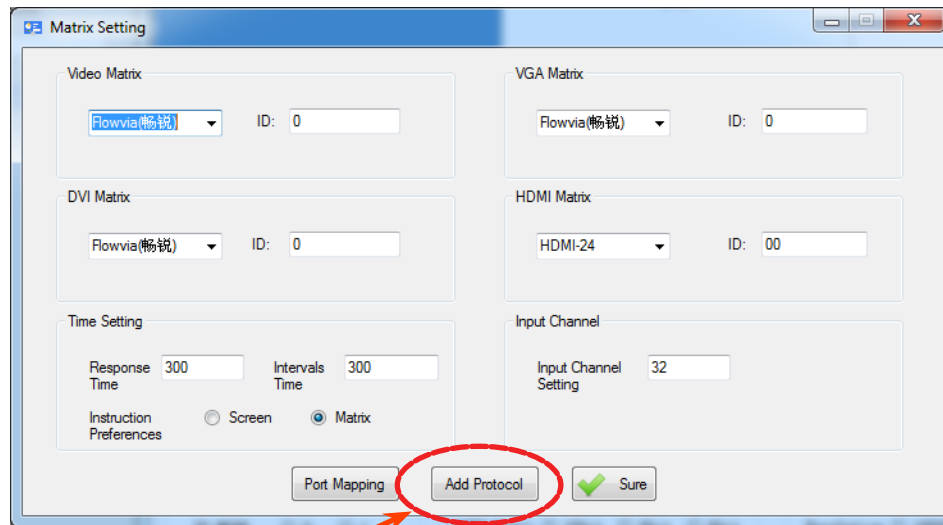 Matrix Setting
Video Matrix
Flowvia(畅锐)
ID: 0
VGA Matrix
Flowvia(畅锐)
ID: 0
DVI Matrix
Flowvia(畅锐)
ID: 0
HDMI Matrix
HDMI-24
ID: 00
Time Setting
Response Time
300
Intervals Time
300
Instruction Preferences
Screen
Matrix
Input Channel
Input Channel Setting
32
Port Mapping
Add Protocol
Sure